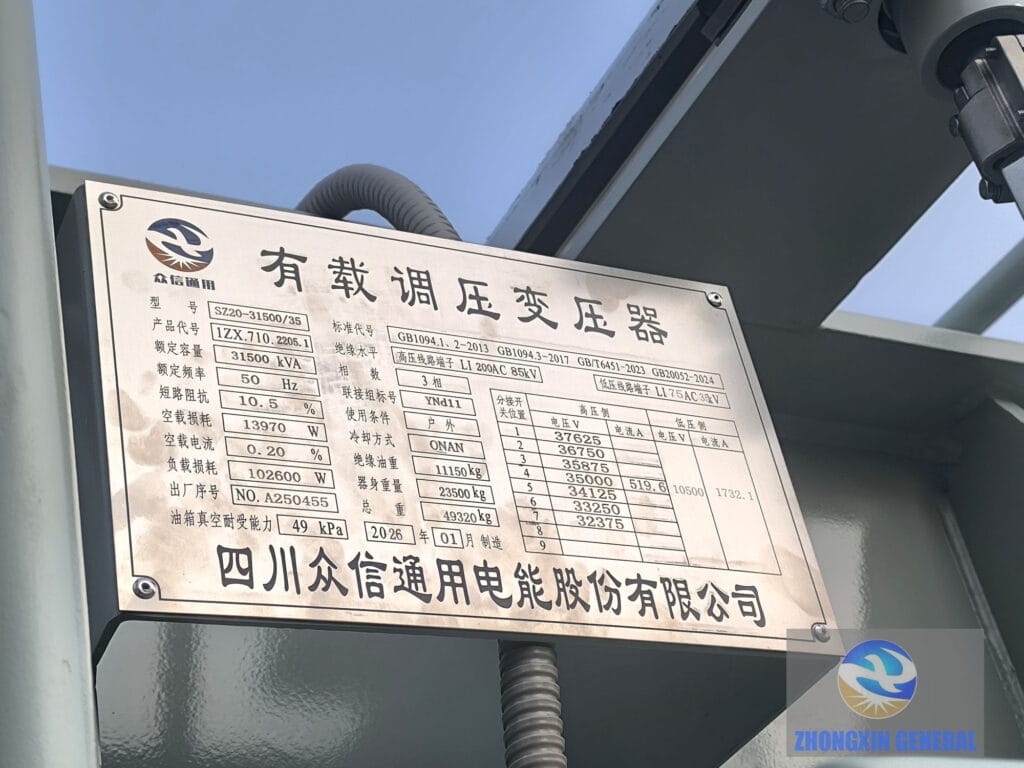 众信通用
有载调压变压器
型号 SZ20-31500/35
产品代号 1ZX.710.2205.1
额定容量 31500 kVA
额定频率 50 Hz
短路阻抗 10.5 %
空载损耗 13970 W
空载电流 0.20 %
负载损耗 102600 W
出厂序号 NO.A250455
标准代号 GB1094.1、2-2013 GB1094.3-2017 GB/T6451-2023 GB20052-2024
绝缘水平 高压线路端子 LI 200AC 85kV 低压线路端子 LI 75AC 35kV
相数 3相
联接组标号 YNd11
使用条件 户外
冷却方式 ONAN
绝缘油重 11150kg
器身重量 23500kg
总重 49320kg
油箱真空耐受能力 49 kPa 2026 年 01 月 制造
分接开关位置 高压侧 低压侧
电压V 电流A 电压V 电流A
1 37625
2 36750
3 35875
4 35000
5 34125
6 33250
7 32375
8
9
519.6 10500 1732.1
四川众信通用电能股份有限公司
ZHONGXIN GENERAL